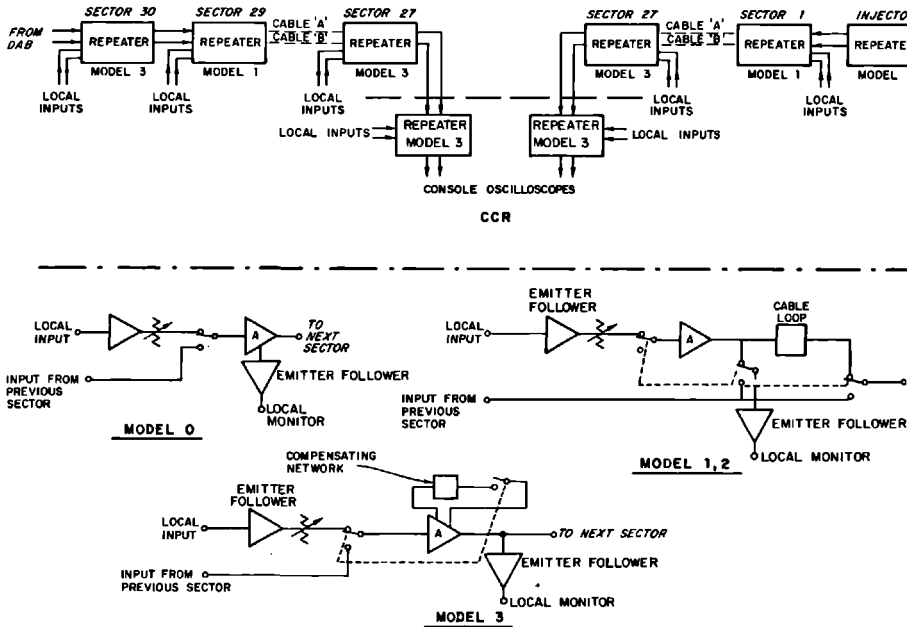 SECTOR 30
SECTOR 29
SECTOR 27
SECTOR 27
SECTOR 1
INJECTO
FROM DAB
REPEATER
REPEATER
CABLE 'A'
CABLE 'B'
REPEATER
REPEATER
CABLE 'A'
CABLE 'B'
REPEATER
REPEATE
MODEL 3
MODEL 1
MODEL 3
MODEL 3
MODEL 1
MODEL
LOCAL INPUTS
LOCAL INPUTS
LOCAL INPUTS
LOCAL INPUTS
LOCAL INPUTS
LOCAL INPUTS
REPEATER MODEL 3
REPEATER MODEL 3
LOCAL INPUTS
CONSOLE OSCILLOSCOPES
CCR
LOCAL INPUT
A
TO NEXT SECTOR
INPUT FROM PREVIOUS SECTOR
EMITTER FOLLOWER
LOCAL MONITOR
MODEL 0
EMITTER FOLLOWER
CABLE LOOP
LOCAL INPUT
A
INPUT FROM PREVIOUS SECTOR
EMITTER FOLLOWER
LOCAL MONITOR
MODEL 1,2
COMPENSATING NETWORK
EMITTER FOLLOWER
LOCAL INPUT
A
TO NEXT SECTOR
INPUT FROM PREVIOUS SECTOR
EMITTER FOLLOWER
LOCAL MONITOR
MODEL 3